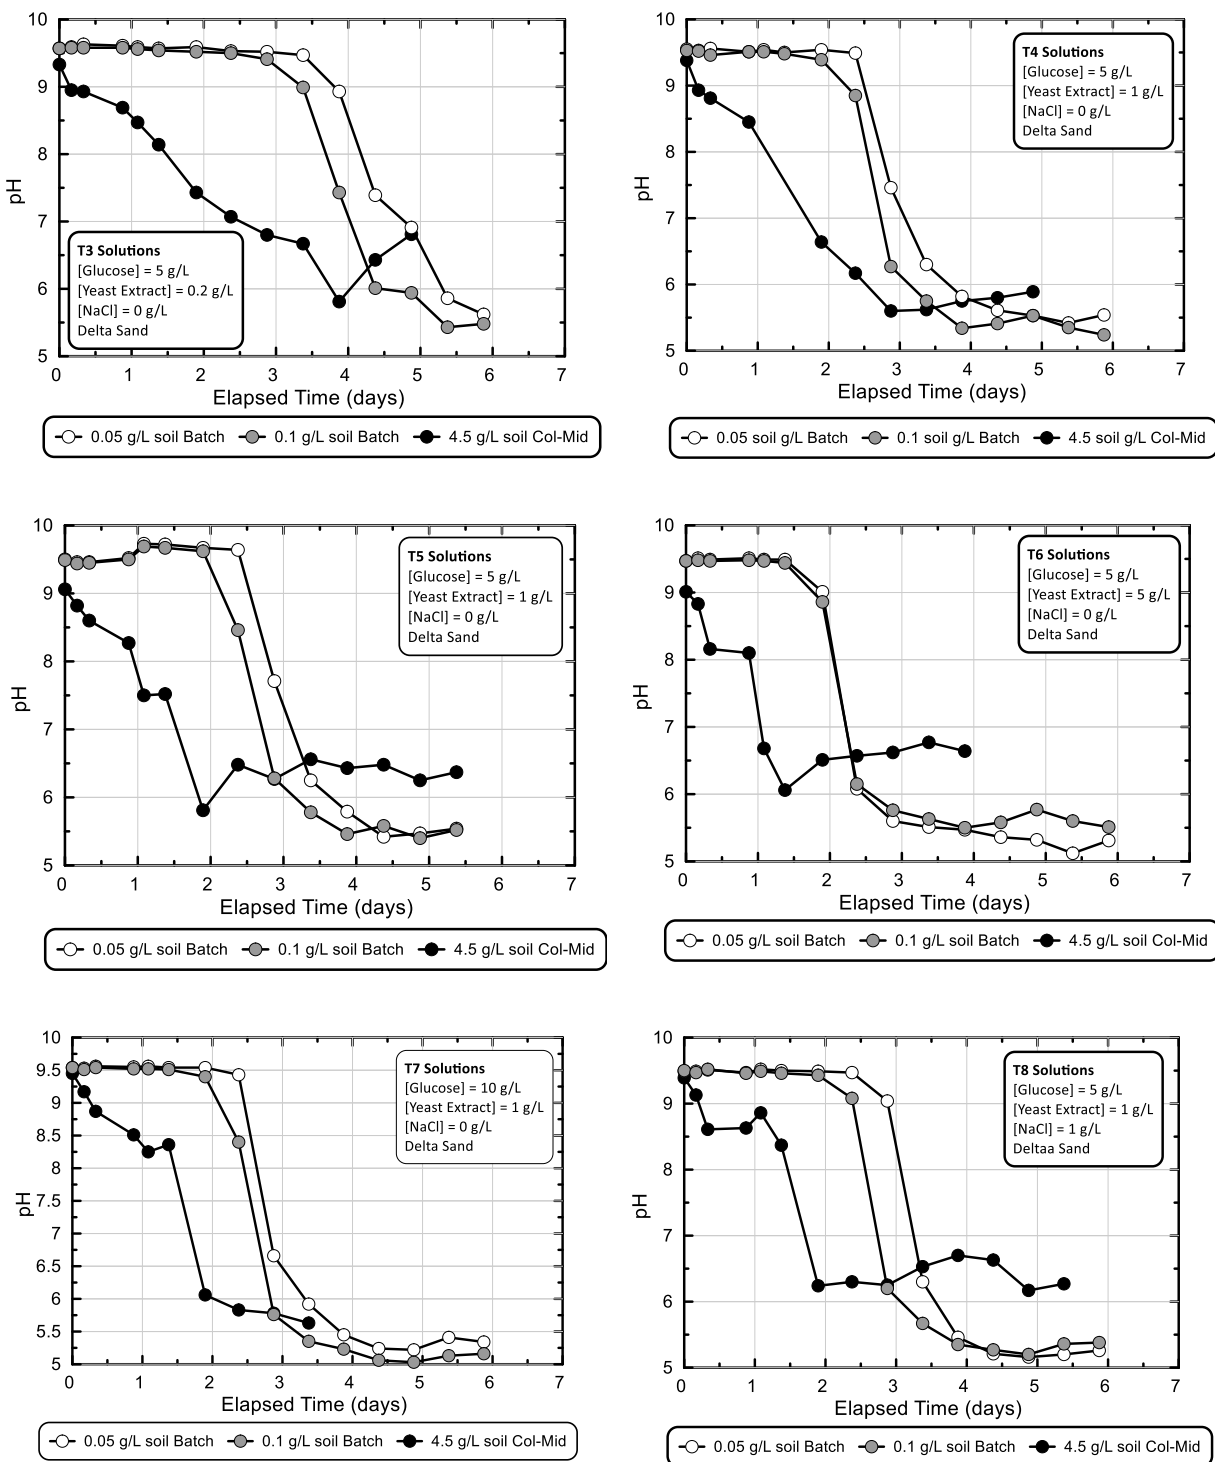 10
9
8
7
6
5
pH
T3 Solutions
[Glucose] = 5 g/L
[Yeast Extract] = 0.2 g/L
[NaCl] = 0 g/L
Delta Sand
0 1 2 3 4 5 6 7
Elapsed Time (days)
0.05 g/L soil Batch 0.1 g/L soil Batch 4.5 g/L soil Col-Mid
10
9
8
7
6
5
pH
T4 Solutions
[Glucose] = 5 g/L
[Yeast Extract] = 1 g/L
[NaCl] = 0 g/L
Delta Sand
0 1 2 3 4 5 6 7
Elapsed Time (days)
0.05 soil g/L Batch 0.1 soil g/L Batch 4.5 soil g/L Col-Mid
10
9
8
7
6
5
pH
T5 Solutions
[Glucose] = 5 g/L
[Yeast Extract] = 1 g/L
[NaCl] = 0 g/L
Delta Sand
0 1 2 3 4 5 6 7
Elapsed Time (days)
0.05 g/L soil Batch 0.1 g/L soil Batch 4.5 g/L soil Col-Mid
10
9
8
7
6
5
pH
T6 Solutions
[Glucose] = 5 g/L
[Yeast Extract] = 5 g/L
[NaCl] = 0 g/L
Delta Sand
0 1 2 3 4 5 6 7
Elapsed Time (days)
0.05 g/L soil Batch 0.1 g/L soil Batch 4.5 g/L soil Col-Mid
10
9.5
9
8.5
8
7.5
7
6.5
6
5.5
5
pH
T7 Solutions
[Glucose] = 10 g/L
[Yeast Extract] = 1 g/L
[NaCl] = 0 g/L
Delta Sand
0 1 2 3 4 5 6 7
Elapsed Time (days)
0.05 g/L soil Batch 0.1 g/L soil Batch 4.5 g/L soil Col-Mid
10
9
8
7
6
5
pH
T8 Solutions
[Glucose] = 5 g/L
[Yeast Extract] = 1 g/L
[NaCl] = 1 g/L
Deltaa Sand
0 1 2 3 4 5 6 7
Elapsed Time (days)
0.05 g/L soil Batch 0.1 g/L soil Batch 4.5 g/L soil Col-Mid